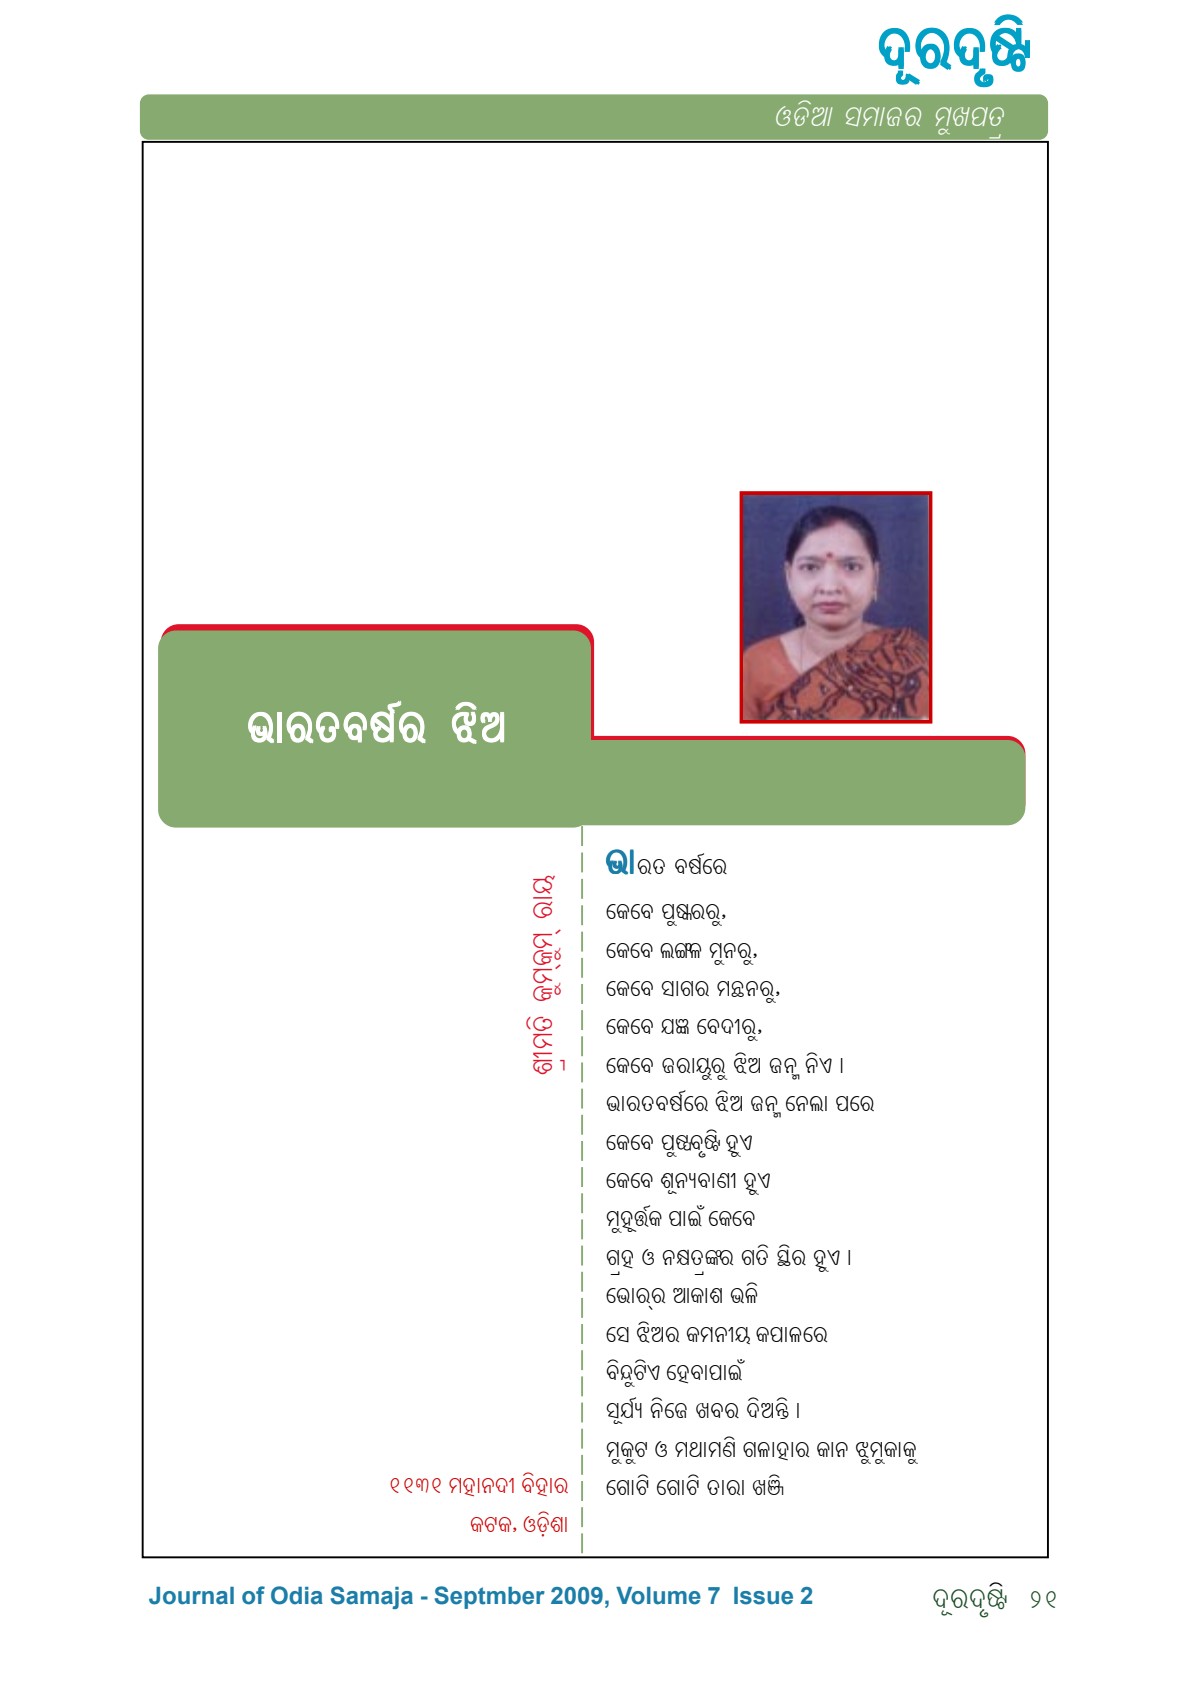 ଦୂରଦୃଷ୍ଟି
ଓଡିଆ ସମାଜର ମୁଖପତ୍ର
ଭାରତବର୍ଷର ଝିଅ
ଶ୍ରୀମତି କୁମ୍‌କୁମ୍ ରାୟ
ଭାରତ ବର୍ଷରେ
କେବେ ପୁଷ୍କରରୁ,
କେବେ ଲଙ୍ଗଳ ମୁନରୁ,
କେବେ ସାଗର ମନ୍ଥନରୁ,
କେବେ ଯଜ୍ଞ ବେଦୀରୁ,
କେବେ ଜରାୟୁରୁ ଝିଅ ଜନ୍ମ ନିଏ ।
ଭାରତବର୍ଷରେ ଝିଅ ଜନ୍ମ ନେଲା ପରେ
କେବେ ପୁଷ୍ପବୃଷ୍ଟି ହୁଏ
କେବେ ଶୂନ୍ୟବାଣୀ ହୁଏ
ମୁହୂର୍ତ୍ତକ ପାଇଁ କେବେ
ଗ୍ରହ ଓ ନକ୍ଷତ୍ରଙ୍କର ଗତି ସ୍ଥିର ହୁଏ ।
ଭୋର୍‌ର ଆକାଶ ଭଳି
ସେ ଝିଅର କମନୀୟ କପାଳରେ
ବିନ୍ଦୁଟିଏ ହେବାପାଇଁ
ସୂର୍ଯ୍ୟ ନିଜେ ଖବର ଦିଅନ୍ତି ।
ମୁକୁଟ ଓ ମଥାମଣି ଗଳାହାର କାନ ଝୁମୁକାକୁ
ଗୋଟି ଗୋଟି ତାରା ଖଞ୍ଜି
୧୧୩୧ ମହାନଦୀ ବିହାର
କଟକ, ଓଡ଼ିଶା
Journal of Odia Samaja - Septmber 2009, Volume 7 Issue 2
ଦୂରଦୃଷ୍ଟି ୨୧